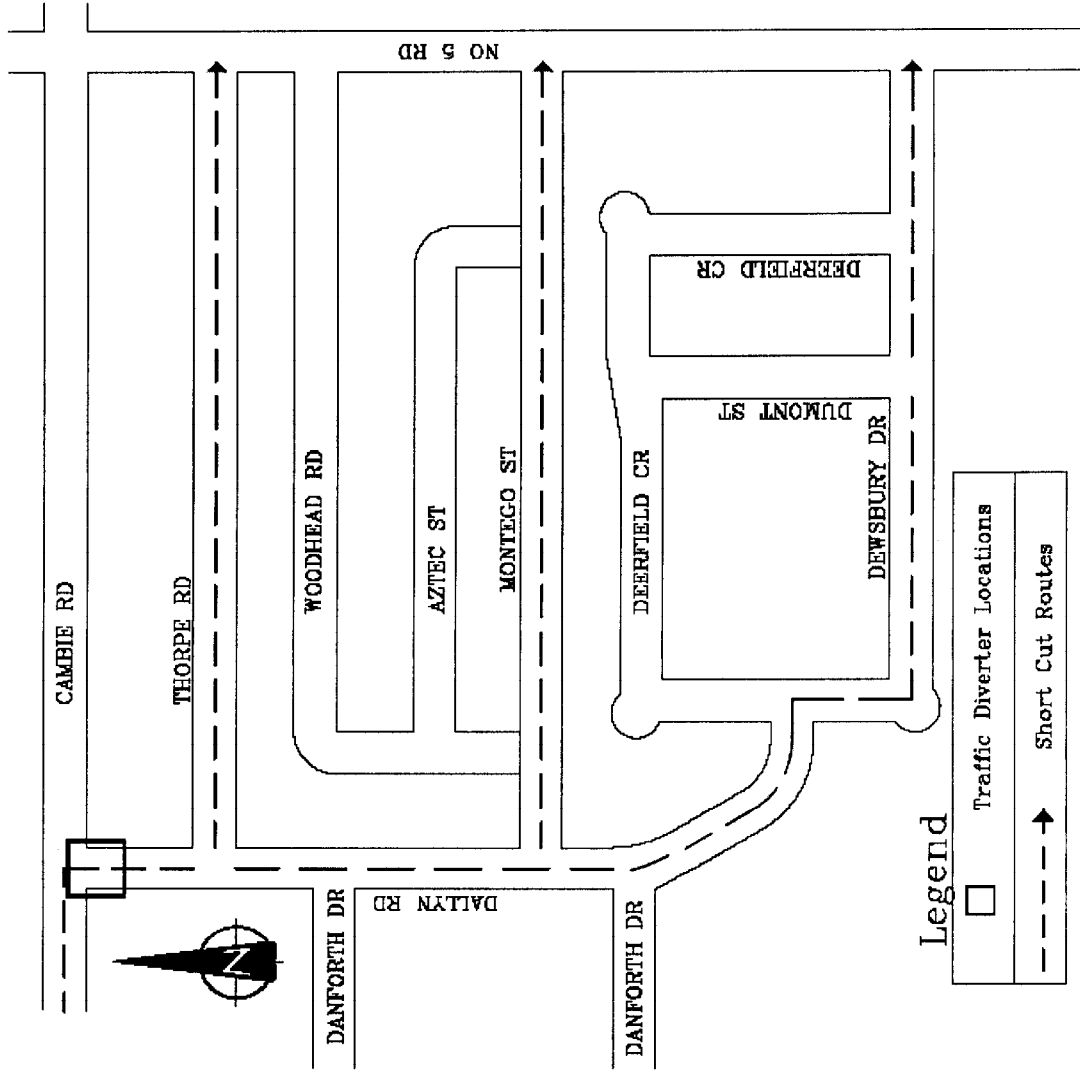 NO 5 RD
CAMBIE RD
THORPE RD
WOODHEAD RD
AZTEC ST
MONTEGO ST
DEERFIELD CR
DEERFIELD CR
DUMONT ST
DEWSBURY DR
DALLYN RD
DANFORTH DR
DANFORTH DR
N
Legend
Traffic Diverter Locations
Short Cut Routes